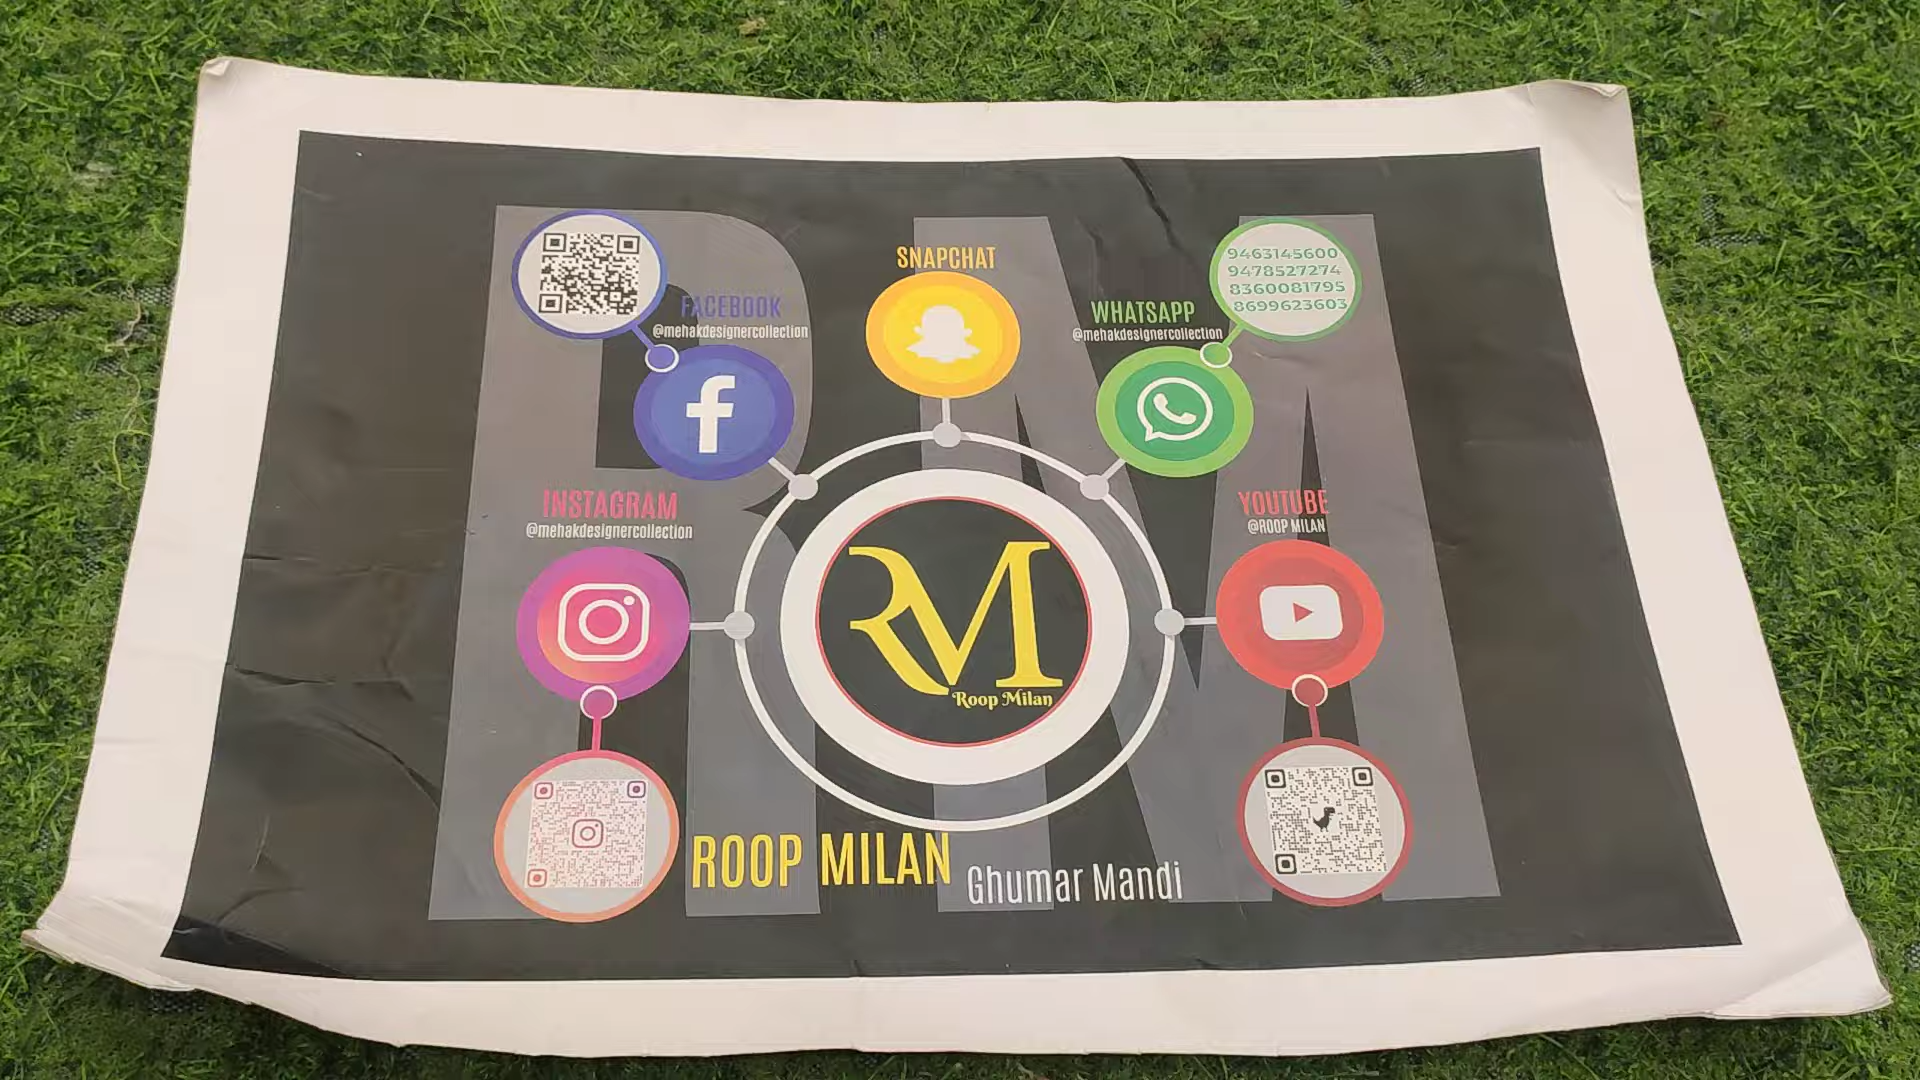 SNAPCHAT
FACEBOOK
@mehakdesignercollection
WHATSAPP
@mehakdesignercollection
9463145600
9478527274
8360081795
8699623603
INSTAGRAM
@mehakdesignercollection
YOUTUBE
@ROOP MILAN
RM
Roop Milan
ROOP MILAN
Ghumar Mandi